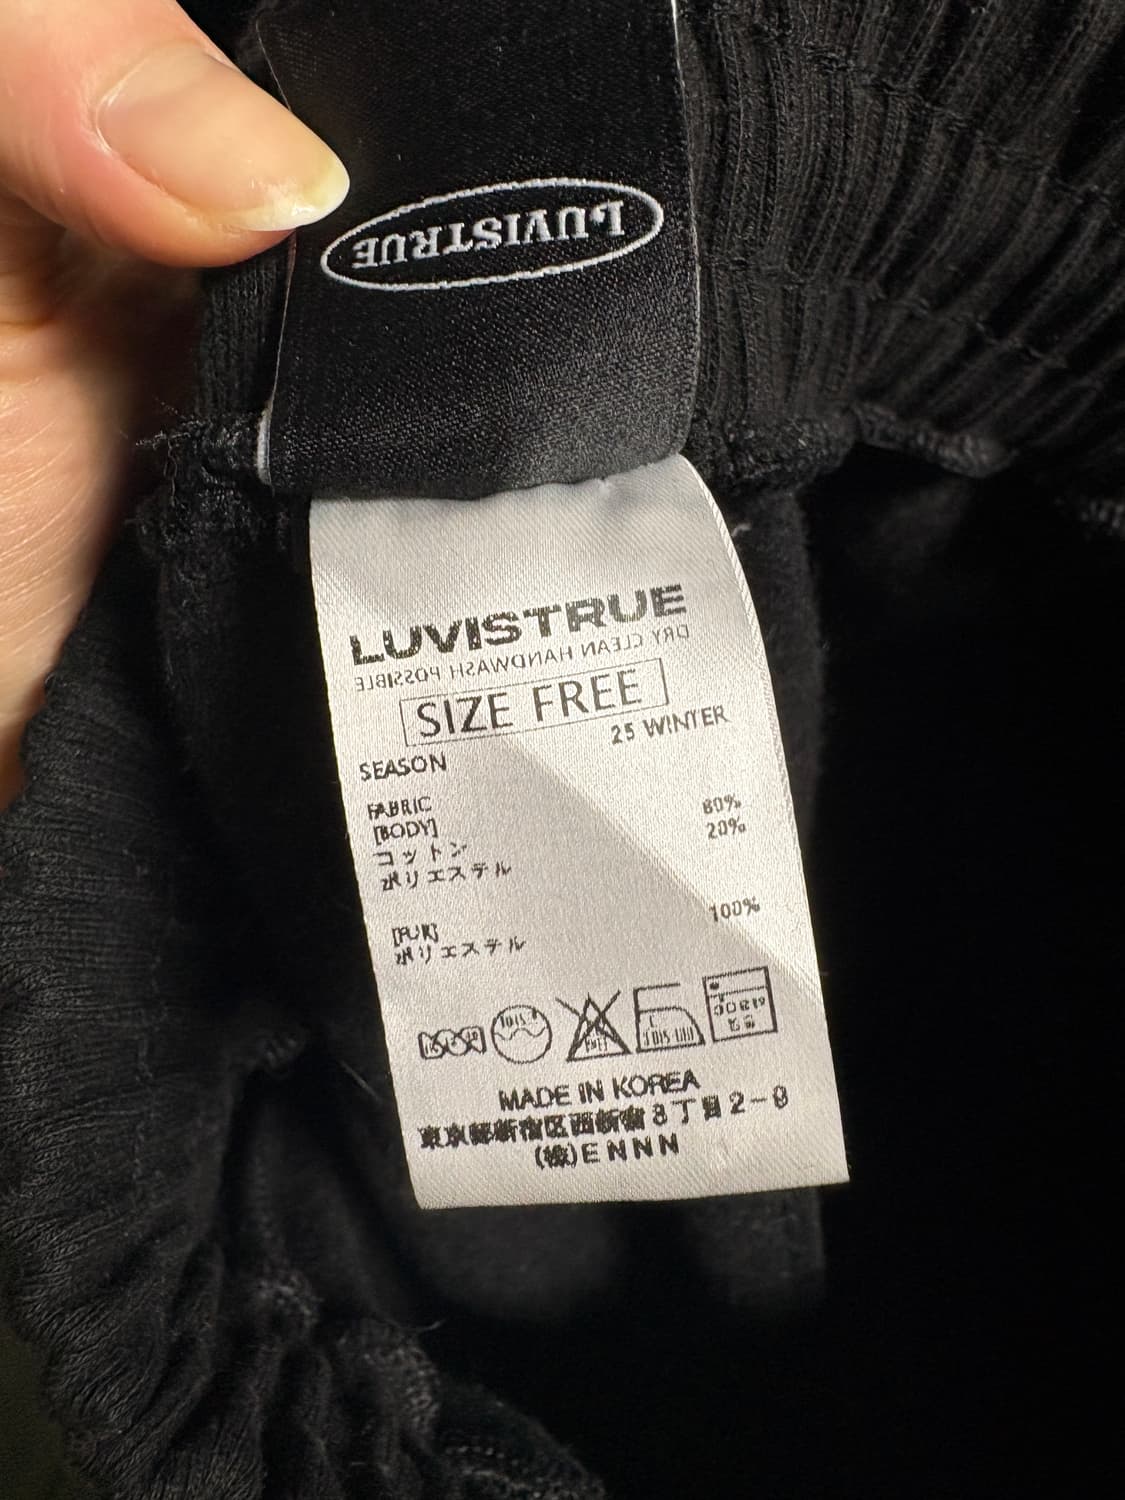 LUVISTRUE
LUVISTRUE
DRY CLEAN HANDWASH POSSIBLE
SIZE FREE
SEASON 25 WINTER
FABRIC
[BODY]
コットン 80%
ポリエステル 20%
[FUR]
ポリエステル 100%
MADE IN KOREA
東京都新宿区西新宿8丁目2-8
(株)ENNN